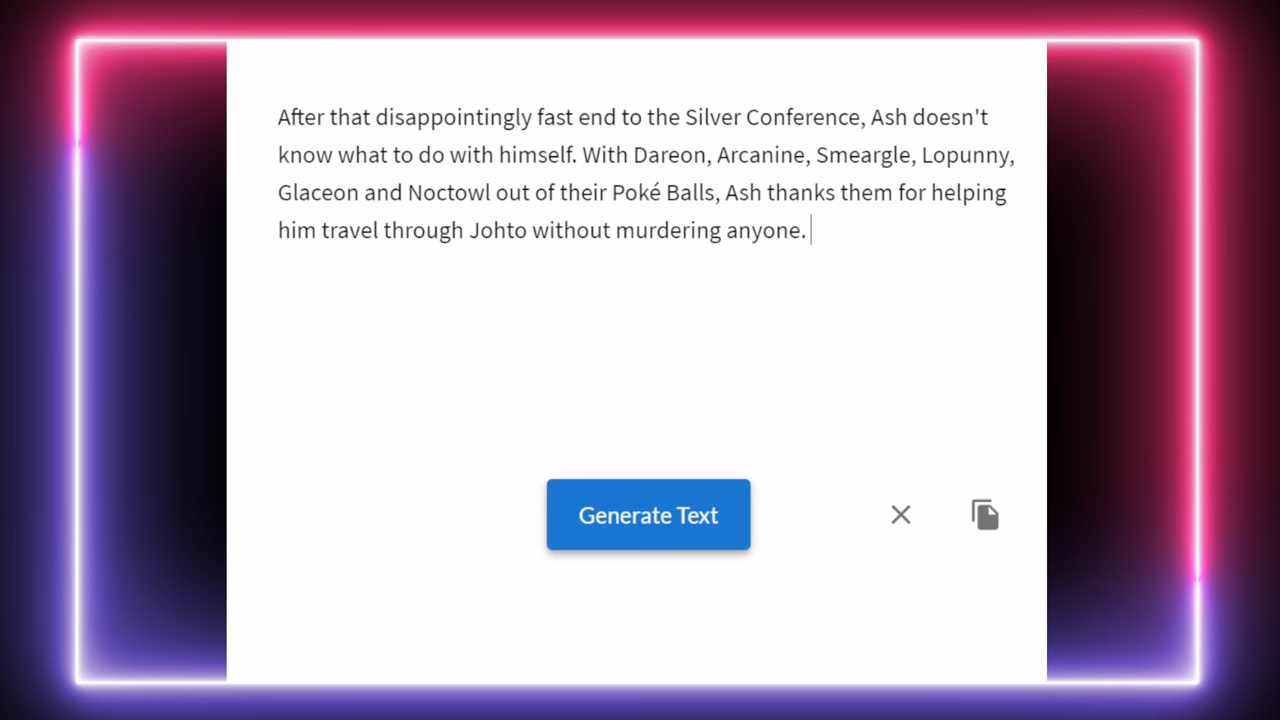 After that disappointingly fast end to the Silver Conference, Ash doesn't
know what to do with himself. With Dareon, Arcanine, Smeargle, Lopunny,
Glaceon and Noctowl out of their Poké Balls, Ash thanks them for helping
him travel through Johto without murdering anyone.
Generate Text